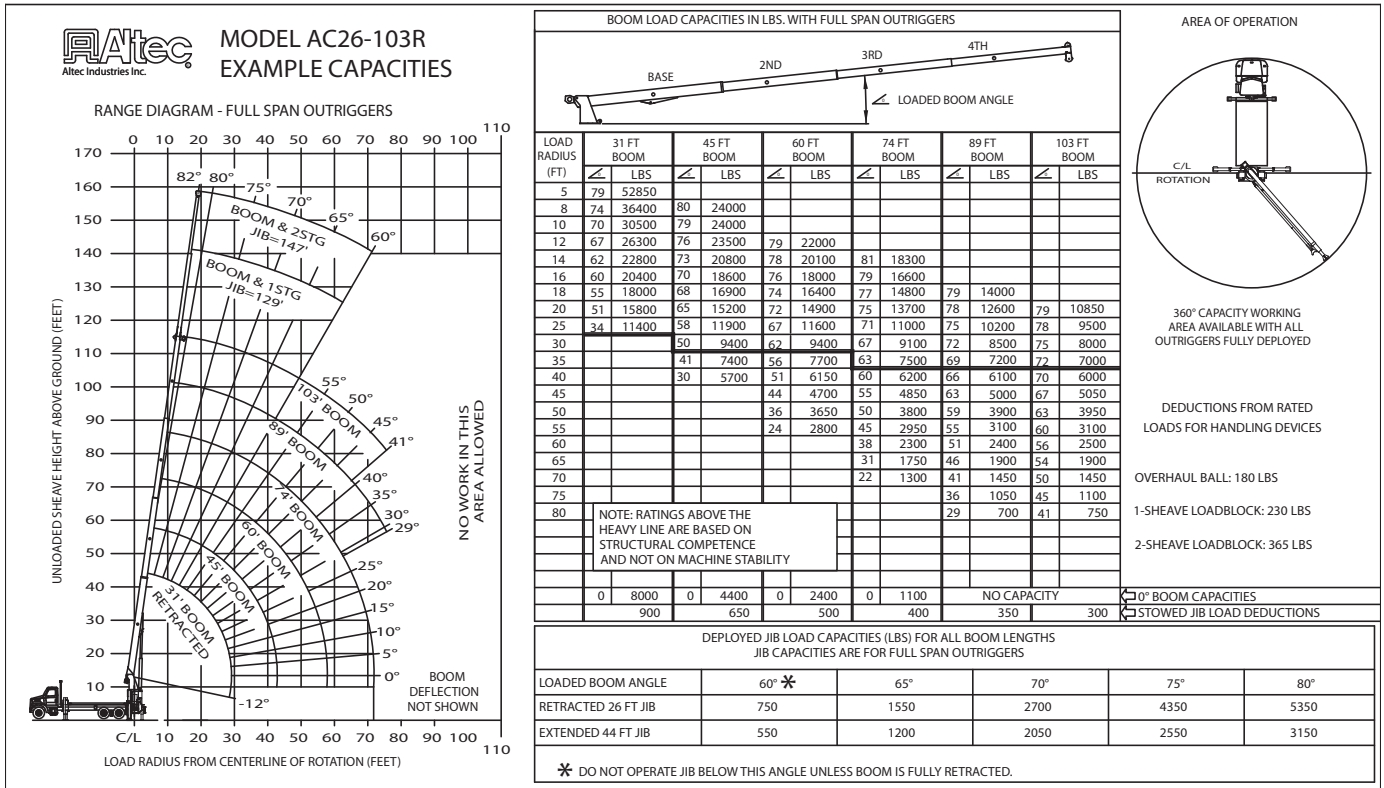 Altec
Altec Industries Inc.
MODEL AC26-103R
EXAMPLE CAPACITIES
RANGE DIAGRAM - FULL SPAN OUTRIGGERS
110
0 10 20 30 40 50 60 70 80 90 100
170
160
150
140
130
120
110
100
90
80
70
60
50
40
30
20
10
UNLOADED SHEAVE HEIGHT ABOVE GROUND (FEET)
82° 80° 75° 70° 65° 60°
BOOM & 2STG
JIB=147'
BOOM & 1STG
JIB=129'
55°
50°
45°
41°
40°
35°
30°
29°
25°
20°
15°
10°
5°
0°
-12°
103' BOOM
89' BOOM
4' BOOM
60' BOOM
45' BOOM
31' BOOM
RETRACTED
NO WORK IN THIS
AREA ALLOWED
BOOM
DEFLECTION
NOT SHOWN
C/L 10 20 30 40 50 60 70 80 90 100
110
LOAD RADIUS FROM CENTERLINE OF ROTATION (FEET)
BOOM LOAD CAPACITIES IN LBS. WITH FULL SPAN OUTRIGGERS
BASE 2ND 3RD 4TH
LOADED BOOM ANGLE
LOAD RADIUS (FT) 31 FT BOOM 45 FT BOOM 60 FT BOOM 74 FT BOOM 89 FT BOOM 103 FT BOOM
LBS LBS LBS LBS LBS LBS
5 79 52850
8 74 36400 80 24000
10 70 30500 79 24000
12 67 26300 76 23500 79 22000
14 62 22800 73 20800 78 20100 81 18300
16 60 20400 70 18600 76 18000 79 16600
18 55 18000 68 16900 74 16400 77 14800 79 14000
20 51 15800 65 15200 72 14900 75 13700 78 12600 79 10850
25 34 11400 58 11900 67 11600 71 11000 75 10200 78 9500
30 50 9400 62 9400 67 9100 72 8500 75 8000
35 41 7400 56 7700 63 7500 69 7200 72 7000
40 30 5700 51 6150 60 6200 66 6100 70 6000
45 44 4700 55 4850 63 5000 67 5050
50 36 3650 50 3800 59 3900 63 3950
55 24 2800 45 2950 55 3100 60 3100
60 38 2300 51 2400 56 2500
65 31 1750 46 1900 54 1900
70 22 1300 41 1450 50 1450
75 36 1050 45 1100
80 29 700 41 750
NOTE: RATINGS ABOVE THE
HEAVY LINE ARE BASED ON
STRUCTURAL COMPETENCE
AND NOT ON MACHINE STABILITY
0 8000 0 4400 0 2400 0 1100 NO CAPACITY 0° BOOM CAPACITIES
900 650 500 400 350 300 STOWED JIB LOAD DEDUCTIONS
DEPLOYED JIB LOAD CAPACITIES (LBS) FOR ALL BOOM LENGTHS
JIB CAPACITIES ARE FOR FULL SPAN OUTRIGGERS
LOADED BOOM ANGLE 60° * 65° 70° 75° 80°
RETRACTED 26 FT JIB 750 1550 2700 4350 5350
EXTENDED 44 FT JIB 550 1200 2050 2550 3150
* DO NOT OPERATE JIB BELOW THIS ANGLE UNLESS BOOM IS FULLY RETRACTED.
AREA OF OPERATION
C/L
ROTATION
360° CAPACITY WORKING
AREA AVAILABLE WITH ALL
OUTRIGGERS FULLY DEPLOYED
DEDUCTIONS FROM RATED
LOADS FOR HANDLING DEVICES
OVERHAUL BALL: 180 LBS
1-SHEAVE LOADBLOCK: 230 LBS
2-SHEAVE LOADBLOCK: 365 LBS